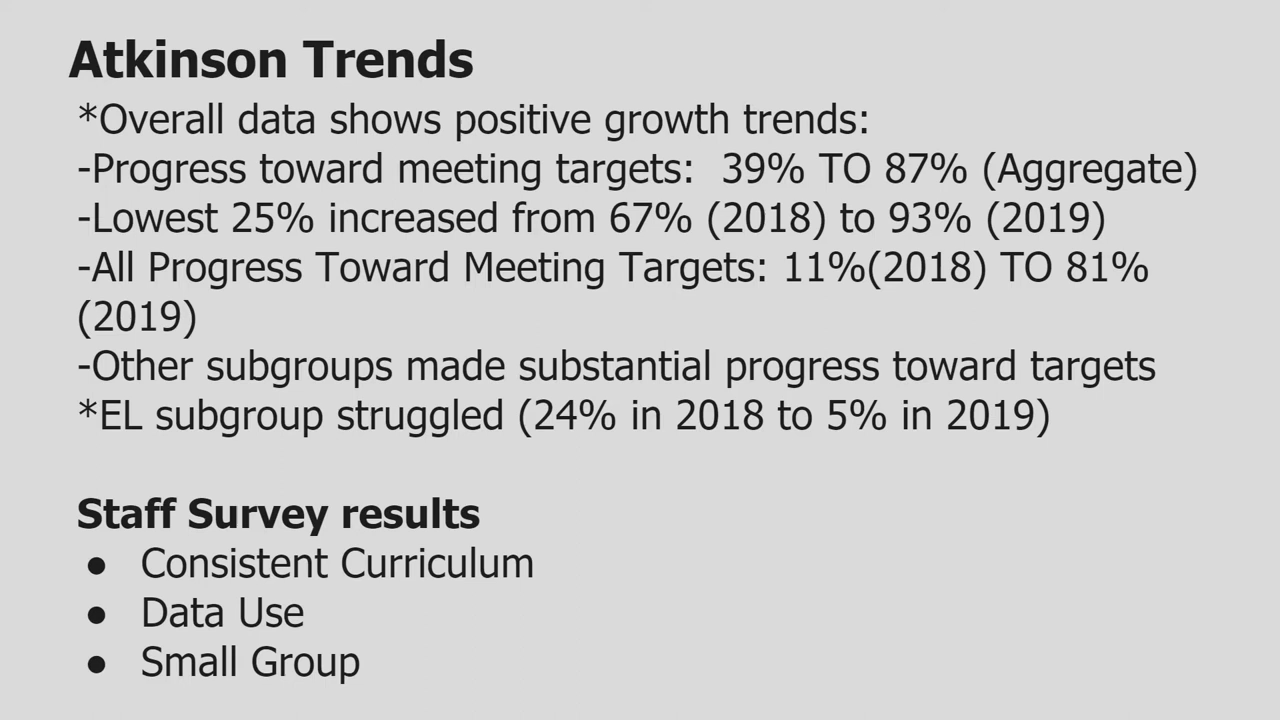 Atkinson Trends
*Overall data shows positive growth trends:
-Progress toward meeting targets:  39% TO 87% (Aggregate)
-Lowest 25% increased from 67% (2018) to 93% (2019)
-All Progress Toward Meeting Targets: 11%(2018) TO 81%
(2019)
-Other subgroups made substantial progress toward targets
*EL subgroup struggled (24% in 2018 to 5% in 2019)
Staff Survey results
● Consistent Curriculum
● Data Use
● Small Group